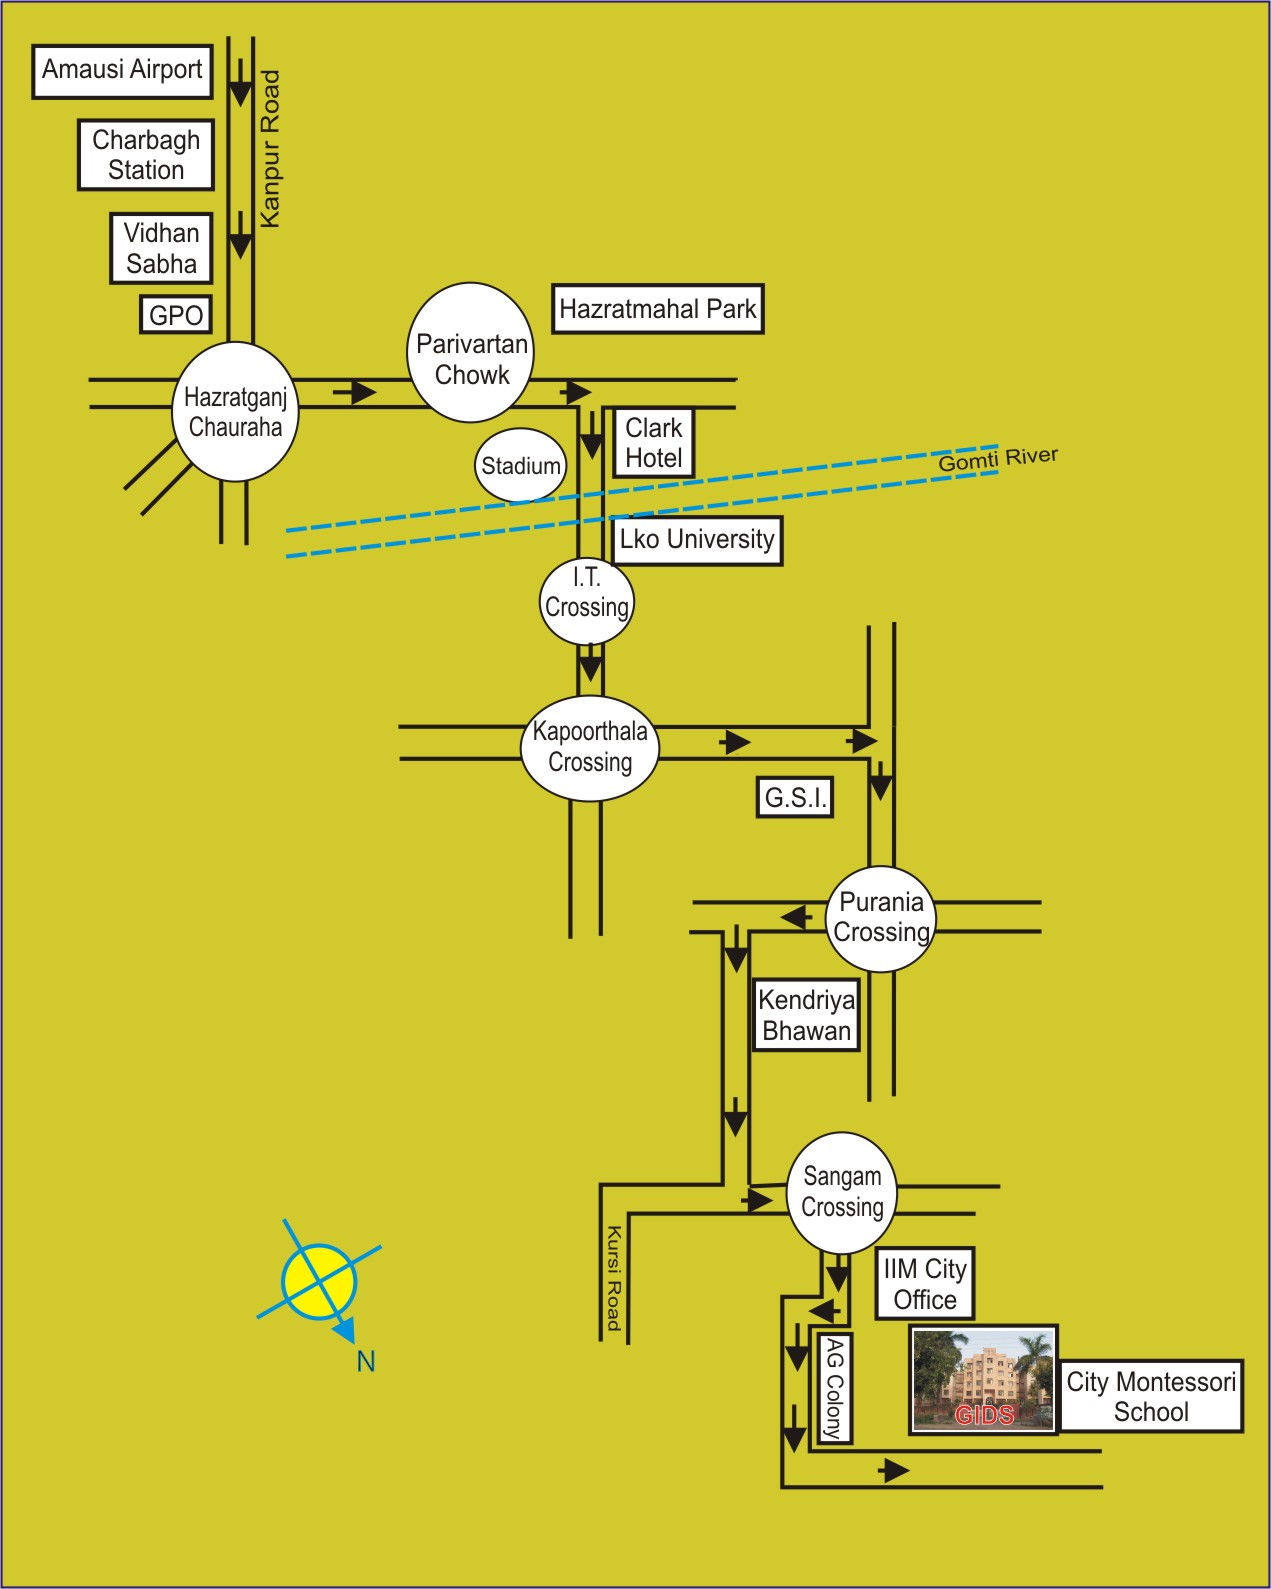 Amausi Airport
Kanpur Road
Charbagh
Station
Vidhan
Sabha
GPO
Hazratganj
Chauraha
Parivartan
Chowk
Hazratmahal Park
Stadium
Clark
Hotel
Gomti River
Lko University
I.T.
Crossing
Kapoorthala
Crossing
G.S.I.
Purania
Crossing
Kendriya
Bhawan
Sangam
Crossing
Kursi Road
IIM City
Office
N
AG Colony
GIDS
City Montessori
School